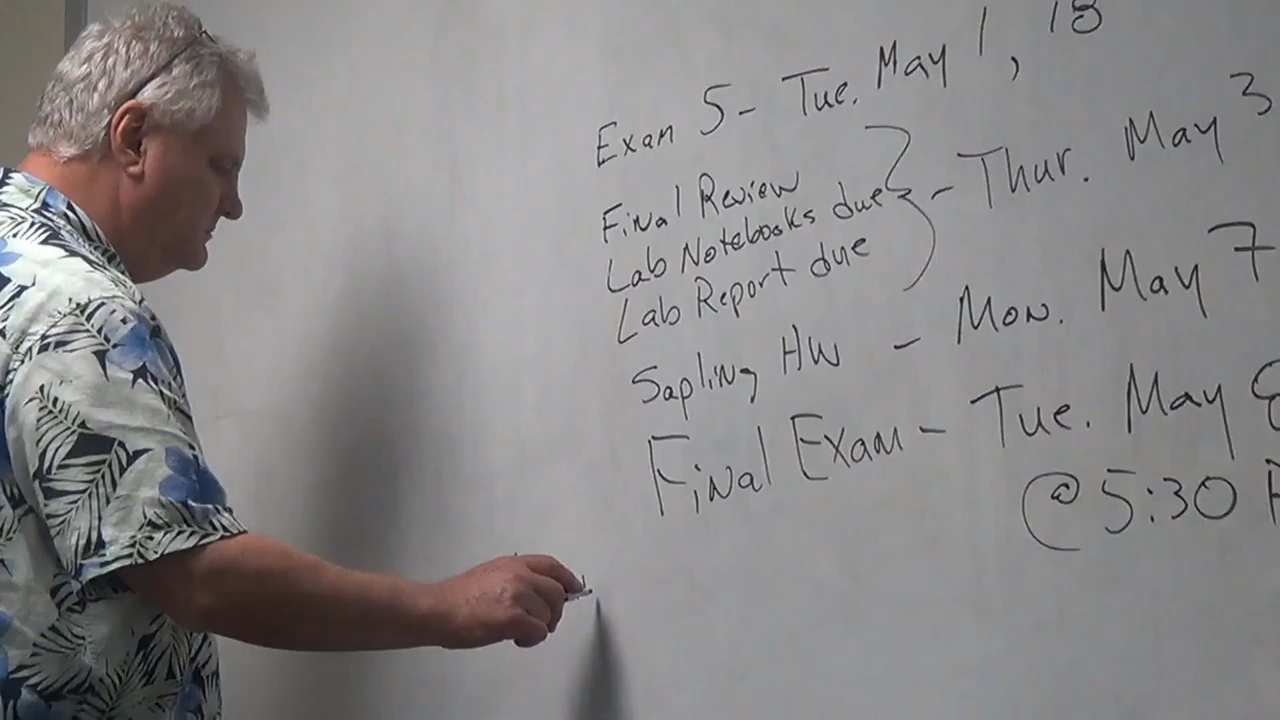 Exam 5 - Tue. May 1, 18
Final Review
Lab Notebooks due } - Thur. May 3
Lab Report due
Sapling HW - Mon. May 7
Final Exam - Tue. May 8
@ 5:30